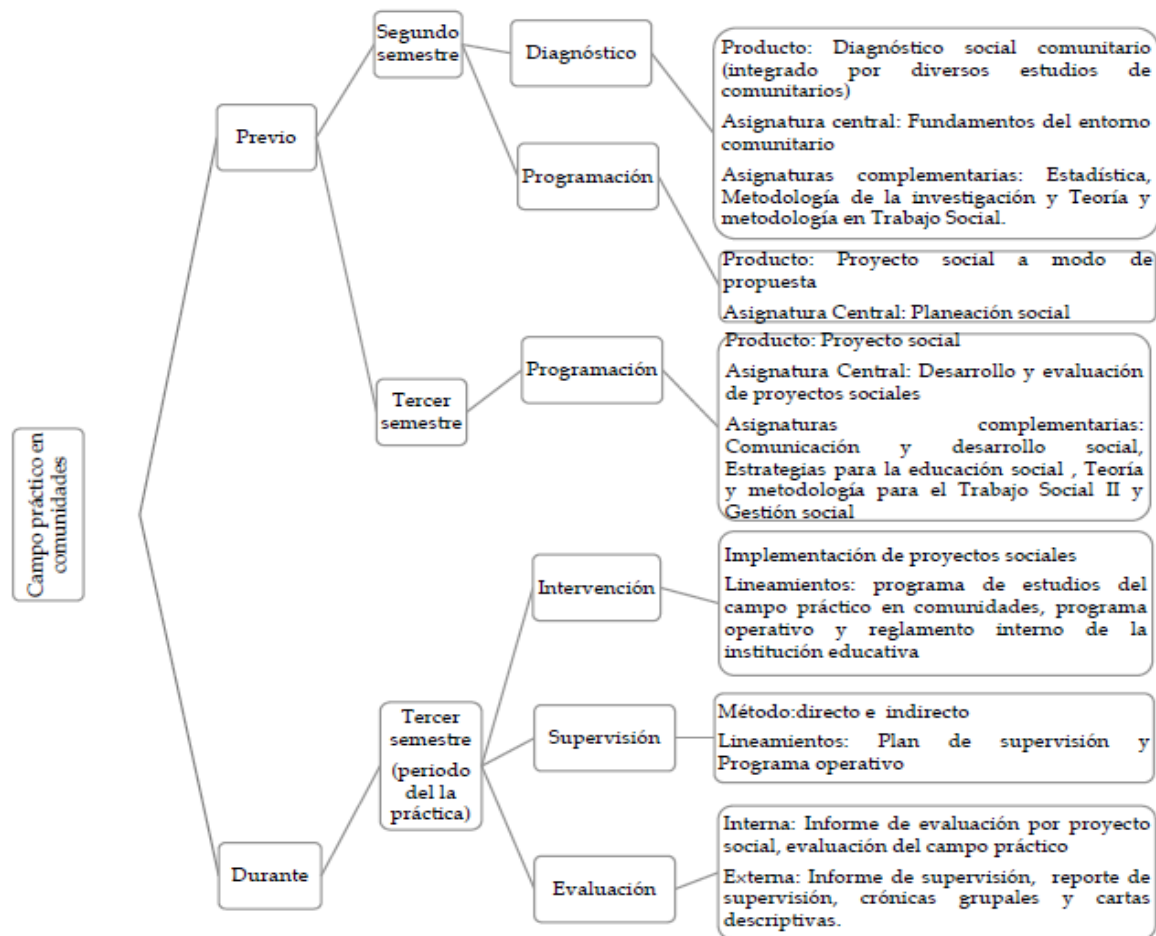 Campo práctico en
comunidades
Previo
Segundo
semestre
Diagnóstico
Producto: Diagnóstico social comunitario
(integrado por diversos estudios de
comunitarios)
Asignatura central: Fundamentos del entorno
comunitario
Asignaturas complementarias: Estadística,
Metodología de la investigación y Teoría y
metodología en Trabajo Social.
Programación
Producto: Proyecto social a modo de
propuesta
Asignatura Central: Planeación social
Tercer
semestre
Programación
Producto: Proyecto social
Asignatura Central: Desarrollo y evaluación
de proyectos sociales
Asignaturas complementarias:
Comunicación y desarrollo social,
Estrategias para la educación social , Teoría
y metodología para el Trabajo Social II y
Gestión social
Durante
Tercer
semestre
(periodo
del la
práctica)
Intervención
Implementación de proyectos sociales
Lineamientos: programa de estudios del
campo práctico en comunidades, programa
operativo y reglamento interno de la
institución educativa
Supervisión
Método:directo e indirecto
Lineamientos: Plan de supervisión y
Programa operativo
Evaluación
Interna: Informe de evaluación por proyecto
social, evaluación del campo práctico
Externa: Informe de supervisión, reporte de
supervisión, crónicas grupales y cartas
descriptivas.